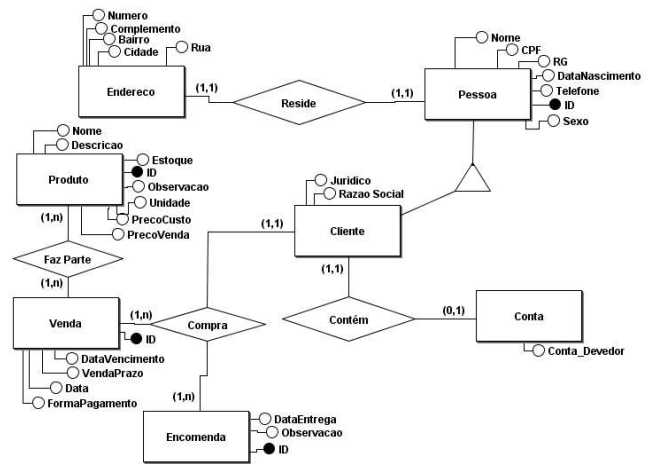 Numero
Complemento
Bairro
Cidade
Rua
Endereco
(1,1)
Reside
(1,1)
Nome
CPF
RG
DataNascimento
Telefone
ID
Sexo
Pessoa
Nome
Descricao
Produto
Estoque
ID
Observacao
Unidade
PrecoCusto
PrecoVenda
(1,n)
Faz Parte
(1,n)
Juridico
Razao Social
Cliente
(1,1)
(1,1)
Venda
(1,n)
ID
Compra
Contém
(0,1)
Conta
Conta_Devedor
DataVencimento
VendaPrazo
Data
FormaPagamento
(1,n)
Encomenda
DataEntrega
Observacao
ID